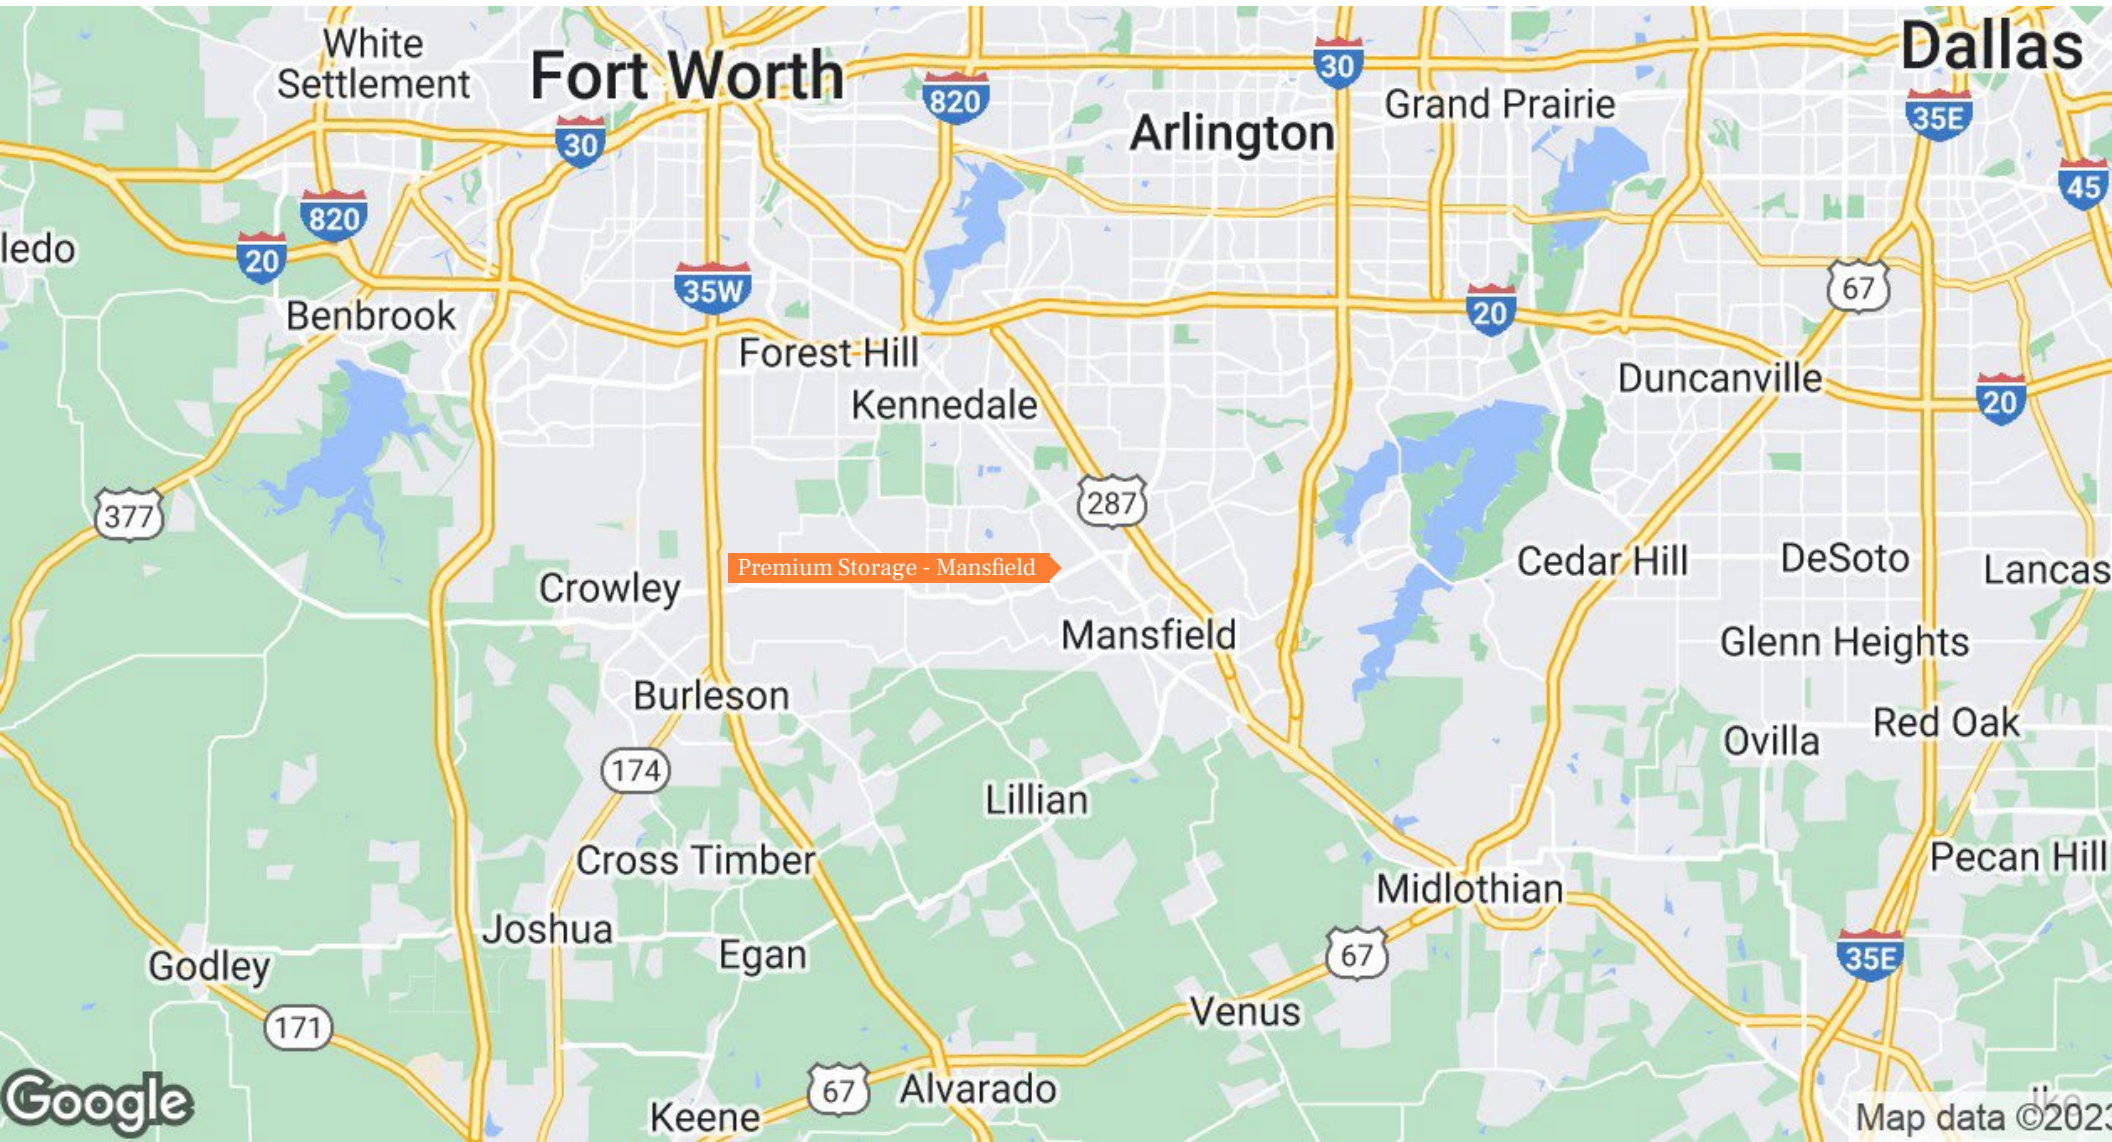 White
Settlement
Fort Worth
Dallas
30
820
Grand Prairie
Arlington
35E
30
45
820
20
ledo
67
35W
Benbrook
20
Forest Hill
Duncanville
Kennedale
20
377
287
Premium Storage - Mansfield
Crowley
Cedar Hill
DeSoto
Lancas
Mansfield
Glenn Heights
Burleson
Red Oak
Ovilla
174
Lillian
Cross Timber
Pecan Hill
Midlothian
Joshua
Egan
67
35E
Godley
Venus
171
67
Alvarado
Keene
Google
Map data ©2023